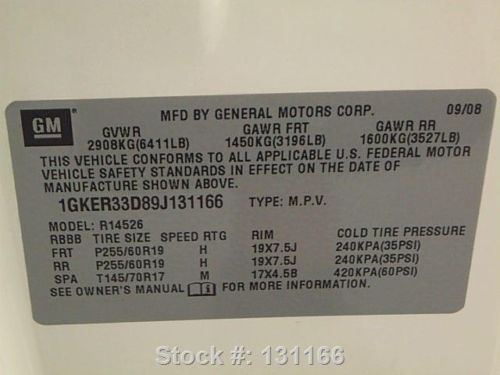 GM
MFD BY GENERAL MOTORS CORP. 09/08
GVWR GAWR FRT GAWR RR
2908KG(6411LB) 1450KG(3196LB) 1600KG(3527LB)
THIS VEHICLE CONFORMS TO ALL APPLICABLE U.S. FEDERAL MOTOR
VEHICLE SAFETY STANDARDS IN EFFECT ON THE DATE OF
MANUFACTURE SHOWN ABOVE.
1GKER33D89J131166 TYPE: M.P.V.
MODEL: R14526
RBBB TIRE SIZE SPEED RTG RIM COLD TIRE PRESSURE
FRT P255/60R19 H 19X7.5J 240KPA(35PSI)
RR P255/60R19 H 19X7.5J 240KPA(35PSI)
SPA T145/70R17 M 17X4.5B 420KPA(60PSI)
SEE OWNER'S MANUAL FOR MORE INFORMATION.
Stock #: 131166